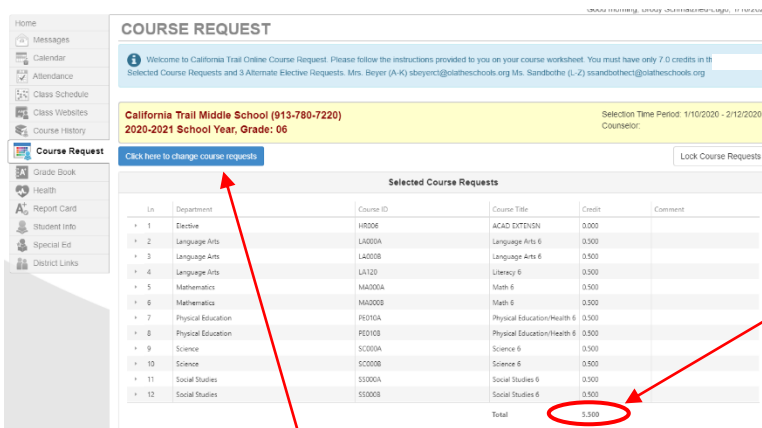 Home
COURSE REQUEST
Messages
Calendar
Attendance
Class Schedule
Class Websites
Course History
Course Request
Grade Book
Health
Report Card
Student Info
Special Ed
District Links
Welcome to California Trail Online Course Request. Please follow the instructions provided to you on your course worksheet. You must have only 7.0 credits in th
Selected Course Requests and 3 Alternate Elective Requests. Mrs. Beyer (A-K) sbeyerct@olatheschools.org Ms. Sandbothe (L-Z) ssandbothect@olatheschools.org
California Trail Middle School (913-780-7220)
2020-2021 School Year, Grade: 06
Selection Time Period: 1/10/2020 - 2/12/2020
Counselor:
Click here to change course requests
Lock Course Requests
Selected Course Requests
Ln Department Course ID Course Title Credit Comment
1 Elective HR006 ACAD EXTENSN 0.000
2 Language Arts LA000A Language Arts 6 0.500
3 Language Arts LA000B Language Arts 6 0.500
4 Language Arts LA120 Literacy 6 0.500
5 Mathematics MA000A Math 6 0.500
6 Mathematics MA000B Math 6 0.500
7 Physical Education PE010A Physical Education/Health 6 0.500
8 Physical Education PE010B Physical Education/Health 6 0.500
9 Science SC000A Science 6 0.500
10 Science SC000B Science 6 0.500
11 Social Studies SS000A Social Studies 6 0.500
12 Social Studies SS000B Social Studies 6 0.500
Total 5.500